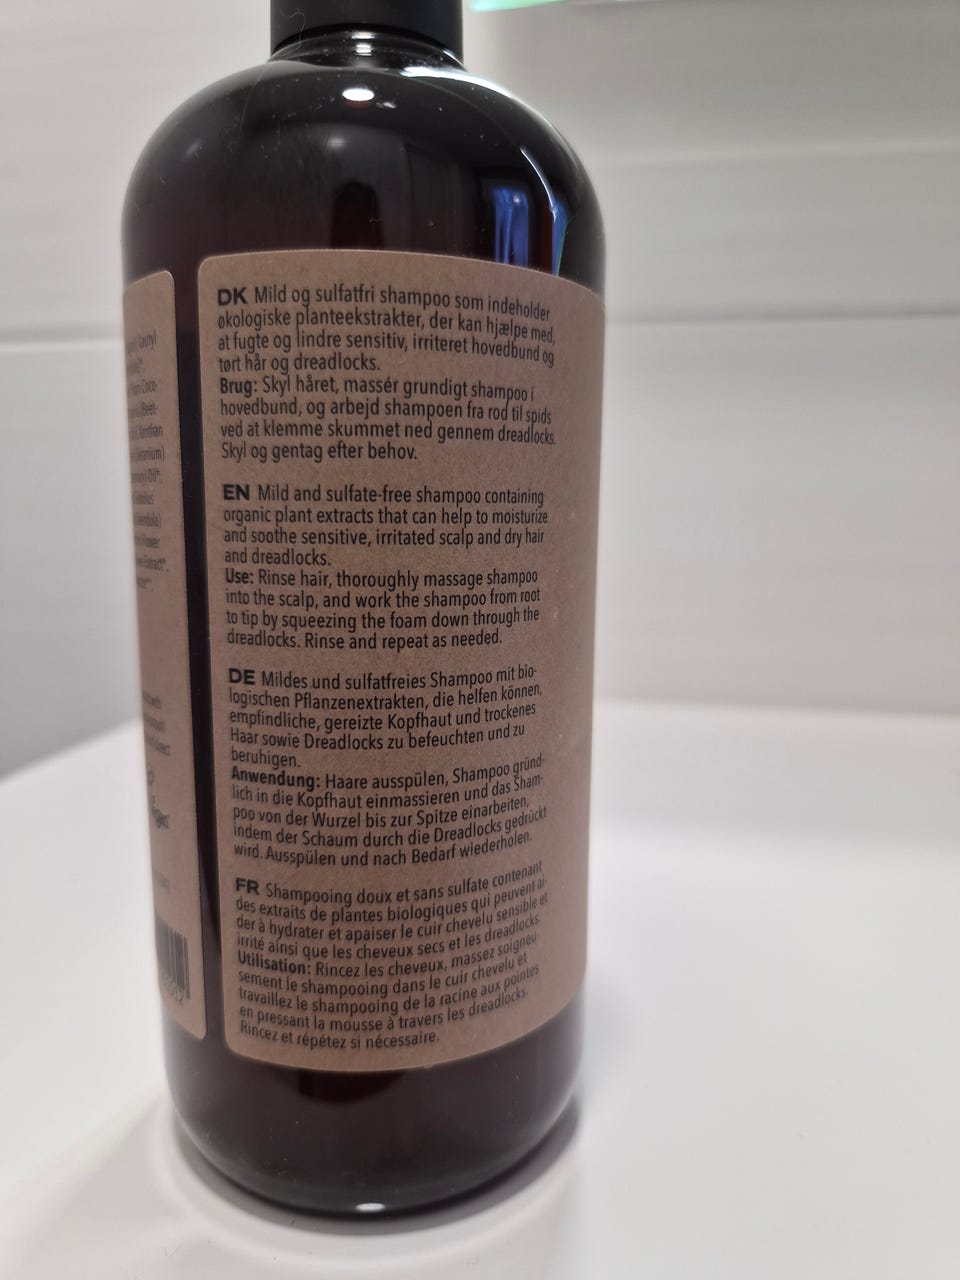 DK Mild og sulfatfri shampoo som indeholder
økologiske planteekstrakter, der kan hjælpe med,
at fugte og lindre sensitiv, irriteret hovedbund og
tørt hår og dreadlocks.
Brug: Skyl håret, massér grundigt shampoo i
hovedbund, og arbejd shampoen fra rod til spids
ved at klemme skummet ned gennem dreadlocks.
Skyl og gentag efter behov.
EN Mild and sulfate-free shampoo containing
organic plant extracts that can help to moisturize
and soothe sensitive, irritated scalp and dry hair
and dreadlocks.
Use: Rinse hair, thoroughly massage shampoo
into the scalp, and work the shampoo from root
to tip by squeezing the foam down through the
dreadlocks. Rinse and repeat as needed.
DE Mildes und sulfatfreies Shampoo mit bio-
logischen Pflanzenextrakten, die helfen können,
empfindliche, gereizte Kopfhaut und trockenes
Haar sowie Dreadlocks zu befeuchten und zu
beruhigen.
Anwendung: Haare ausspülen, Shampoo gründ-
lich in die Kopfhaut einmassieren und das Sham-
poo von der Wurzel bis zur Spitze einarbeiten,
indem der Schaum durch die Dreadlocks gedrückt
wird. Ausspülen und nach Bedarf wiederholen.
FR Shampooing doux et sans sulfate contenant
des extraits de plantes biologiques qui peuvent ai-
der à hydrater et apaiser le cuir chevelu sensible et
irrité ainsi que les cheveux secs et les dreadlocks.
Utilisation: Rincez les cheveux, massez soigneu-
sement le shampooing dans le cuir chevelu et
travaillez le shampooing de la racine aux pointes
en pressant la mousse à travers les dreadlocks.
Rincez et répétez si nécessaire.
Lauryl
Coco-
(Beet-
Xanthan
Flower
Extract*,